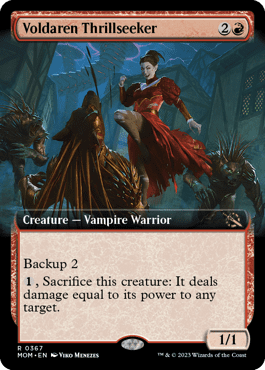 Voldaren Thrillseeker 2
Creature — Vampire Warrior
Backup 2
1 , Sacrifice this creature: It deals
damage equal to its power to any
target.
1/1
R 0367
MOM • EN Viko Menezes
™ & © 2023 Wizards of the Coast